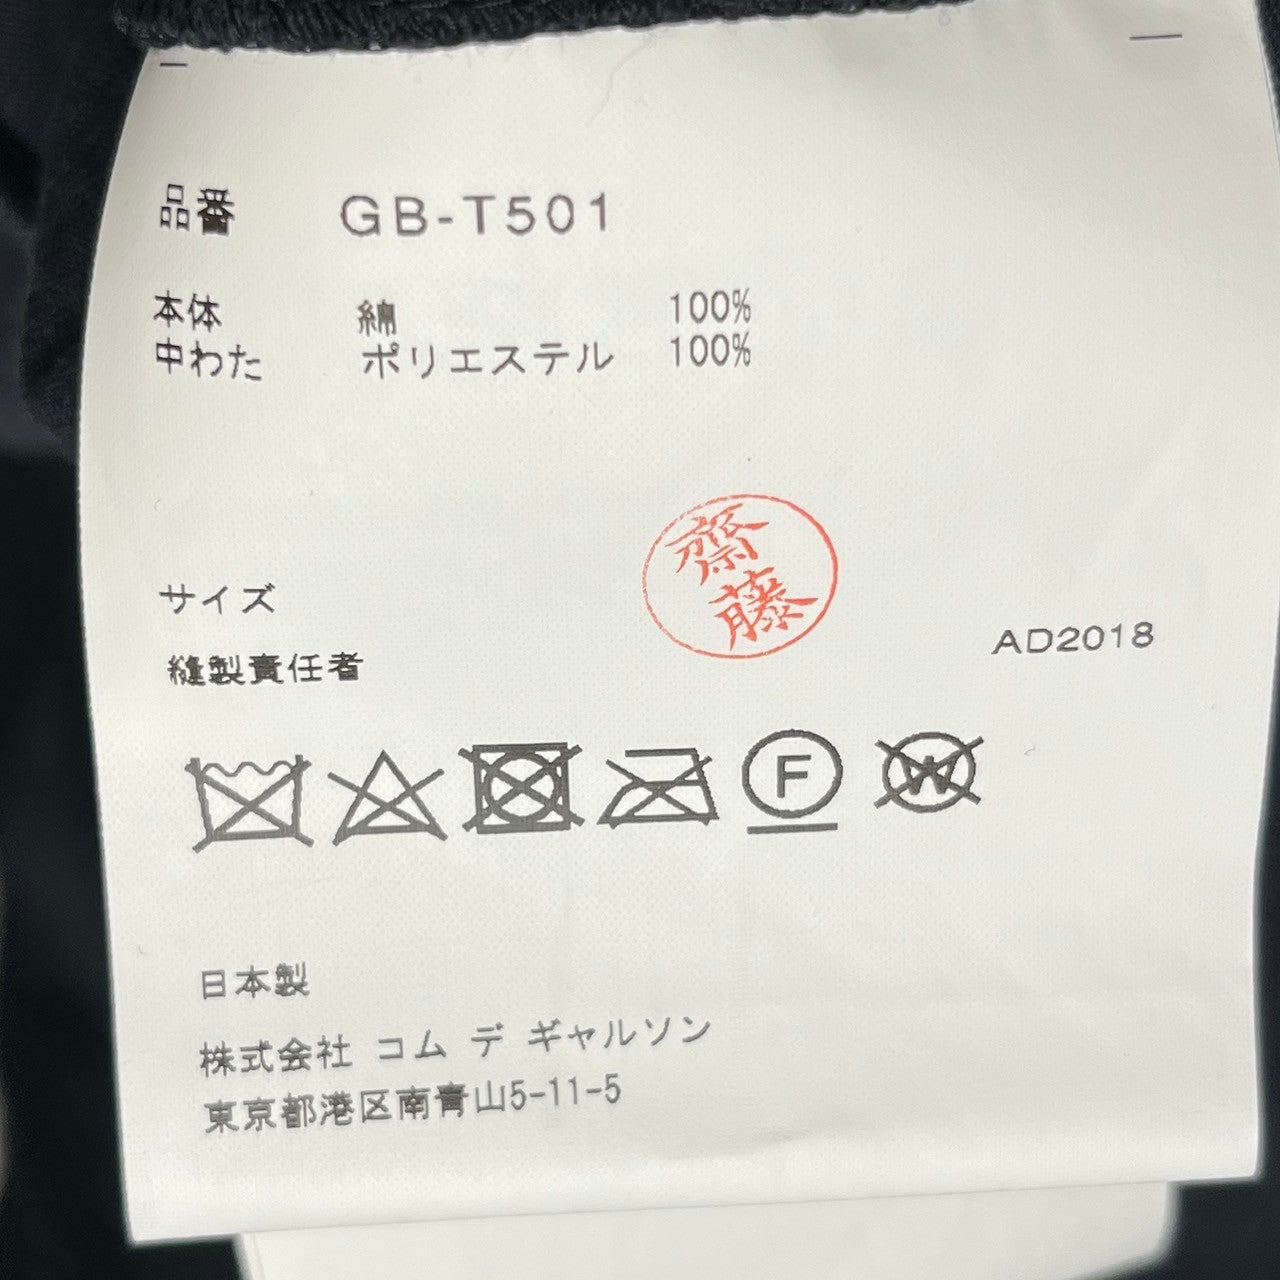 品番 GB-T501
本体 綿 100%
中わた ポリエステル 100%
齋藤
サイズ
縫製責任者
AD2018
F
W
日本製
株式会社 コム デ ギャルソン
東京都港区南青山5-11-5